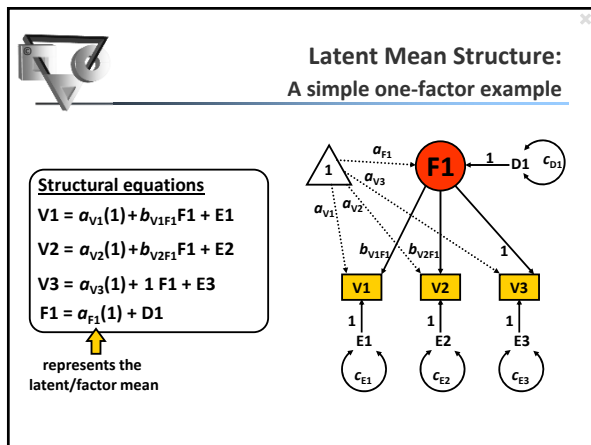 ©
Latent Mean Structure:
A simple one-factor example
Structural equations
V1 = aV1(1)+bV1F1F1 + E1
V2 = aV2(1)+bV2F1F1 + E2
V3 = aV3(1)+ 1 F1 + E3
F1 = aF1(1) + D1
represents the
latent/factor mean
1
aF1
aV3
aV2
aV1
F1
1
D1
cD1
bV1F1
bV2F1
1
V1
V2
V3
1
1
1
E1
E2
E3
cE1
cE2
cE3